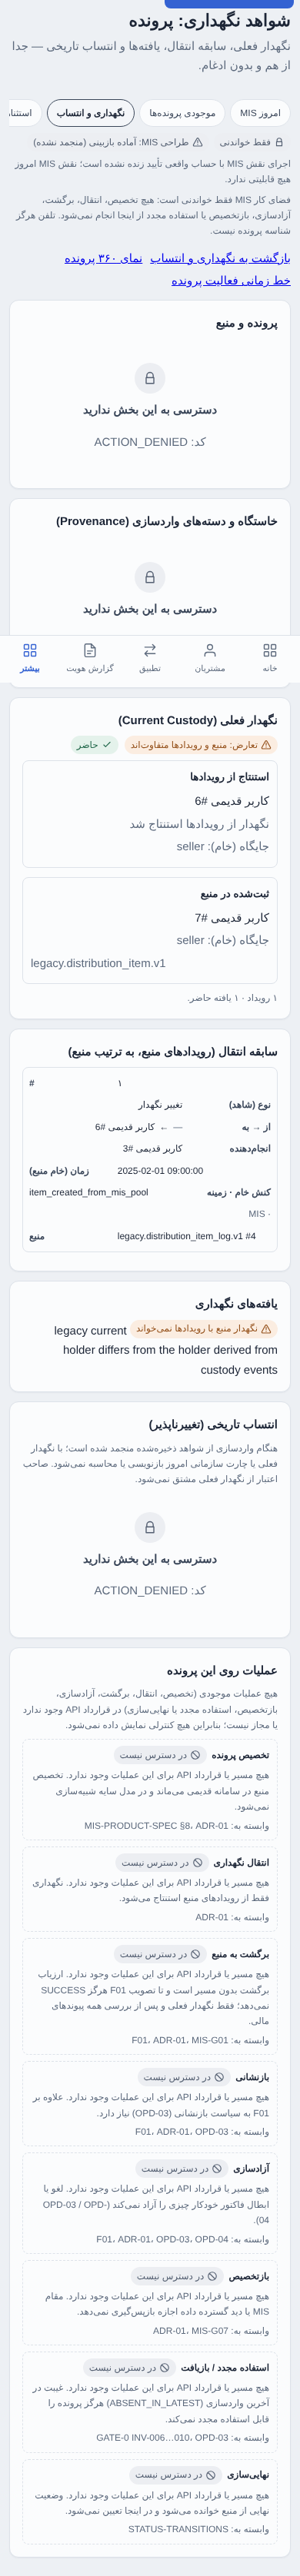 شواهد نگهداری: پرونده
نگهداری فعلی، سابقه انتقال، یافته‌ها و انتساب تاریخی — جدا
از هم و بدون ادغام.
امروز MIS
موجودی پرونده‌ها
نگهداری و انتساب
فقط خواندنی
طراحی MIS: آماده بازبینی (منجمد نشده)
اجرای نقش MIS با حساب واقعی تأیید زنده نشده است؛ نقش MIS امروز
هیچ قابلیتی ندارد.
فضای کار MIS فقط خواندنی است: هیچ تخصیص، انتقال، برگشت،
آزادسازی، بازتخصیص یا استفاده مجدد از اینجا انجام نمی‌شود. تلفن هرگز
شناسه پرونده نیست.
بازگشت به نگهداری و انتساب
نمای ۳۶۰ پرونده
خط زمانی فعالیت پرونده
پرونده و منبع
دسترسی به این بخش ندارید
کد: ACTION_DENIED
خاستگاه و دسته‌های واردسازی (Provenance)
دسترسی به این بخش ندارید
خانه
مشتریان
تطبیق
گزارش هویت
بیشتر
نگهدار فعلی (Current Custody)
تعارض: منبع و رویدادها متفاوت‌اند
حاضر
استنتاج از رویدادها
کاربر قدیمی #6
نگهدار از رویدادها استنتاج شد
جایگاه (خام): seller
ثبت‌شده در منبع
کاربر قدیمی #7
جایگاه (خام): seller
legacy.distribution_item.v1
۱ رویداد · ۱ یافته حاضر.
سابقه انتقال (رویدادهای منبع، به ترتیب منبع)
# ۱
نوع (شاهد) تغییر نگهدار
از → به — ← کاربر قدیمی #6
انجام‌دهنده کاربر قدیمی #3
زمان (خام منبع) 2025-02-01 09:00:00
کنش خام · زمینه item_created_from_mis_pool
· MIS
منبع legacy.distribution_item_log.v1 #4
یافته‌های نگهداری
نگهدار منبع با رویدادها نمی‌خواند
legacy current
holder differs from the holder derived from
custody events
انتساب تاریخی (تغییرناپذیر)
هنگام واردسازی از شواهد ذخیره‌شده منجمد شده است؛ با نگهدار
فعلی یا چارت سازمانی امروز بازنویسی یا محاسبه نمی‌شود. صاحب
اعتبار از نگهدار فعلی مشتق نمی‌شود.
دسترسی به این بخش ندارید
کد: ACTION_DENIED
عملیات روی این پرونده
هیچ عملیات موجودی (تخصیص، انتقال، برگشت، آزادسازی،
بازتخصیص، استفاده مجدد یا نهایی‌سازی) در قرارداد API وجود ندارد
یا مجاز نیست؛ بنابراین هیچ کنترلی نمایش داده نمی‌شود.
تخصیص پرونده
در دسترس نیست
هیچ مسیر یا قرارداد API برای این عملیات وجود ندارد. تخصیص
منبع در سامانه قدیمی می‌ماند و در مدل سایه شبیه‌سازی
نمی‌شود.
وابسته به: MIS-PRODUCT-SPEC §8، ADR-01
انتقال نگهداری
در دسترس نیست
هیچ مسیر یا قرارداد API برای این عملیات وجود ندارد. نگهداری
فقط از رویدادهای منبع استنتاج می‌شود.
وابسته به: ADR-01
برگشت به منبع
در دسترس نیست
هیچ مسیر یا قرارداد API برای این عملیات وجود ندارد. ارزیاب
برگشت بدون مسیر است و تا تصویب F01 هرگز SUCCESS
نمی‌دهد؛ فقط نگهدار فعلی و پس از بررسی همه پیوندهای
مالی.
وابسته به: F01، ADR-01، MIS-G01
بازنشانی
در دسترس نیست
هیچ مسیر یا قرارداد API برای این عملیات وجود ندارد. علاوه بر
F01 به سیاست بازنشانی (OPD-03) نیاز دارد.
وابسته به: F01، ADR-01، OPD-03
آزادسازی
در دسترس نیست
هیچ مسیر یا قرارداد API برای این عملیات وجود ندارد. لغو یا
ابطال فاکتور خودکار چیزی را آزاد نمی‌کند (OPD-03 / OPD-
04).
وابسته به: F01، ADR-01، OPD-03، OPD-04
بازتخصیص
در دسترس نیست
هیچ مسیر یا قرارداد API برای این عملیات وجود ندارد. مقام
MIS یا دید گسترده داده اجازه بازپس‌گیری نمی‌دهد.
وابسته به: ADR-01، MIS-G07
استفاده مجدد / بازیافت
در دسترس نیست
هیچ مسیر یا قرارداد API برای این عملیات وجود ندارد. غیبت در
آخرین واردسازی (ABSENT_IN_LATEST) هرگز پرونده را
قابل استفاده مجدد نمی‌کند.
وابسته به: GATE-0 INV-006…010، OPD-03
نهایی‌سازی
در دسترس نیست
هیچ مسیر یا قرارداد API برای این عملیات وجود ندارد. وضعیت
نهایی از منبع خوانده می‌شود و در اینجا تعیین نمی‌شود.
وابسته به: STATUS-TRANSITIONS